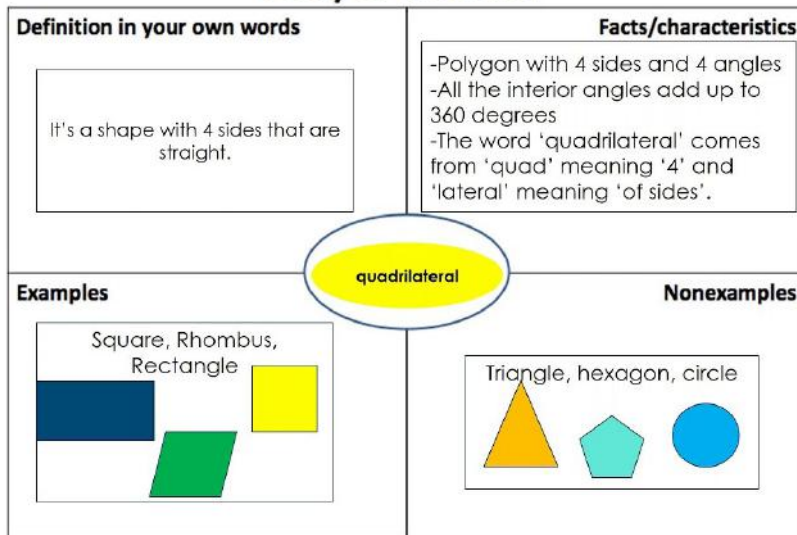 Definition in your own words
It's a shape with 4 sides that are
straight.
Facts/characteristics
-Polygon with 4 sides and 4 angles
-All the interior angles add up to
360 degrees
-The word ‘quadrilateral’ comes
from ‘quad’ meaning ‘4’ and
‘lateral’ meaning ‘of sides’.
quadrilateral
Examples
Square, Rhombus,
Rectangle
Nonexamples
Triangle, hexagon, circle